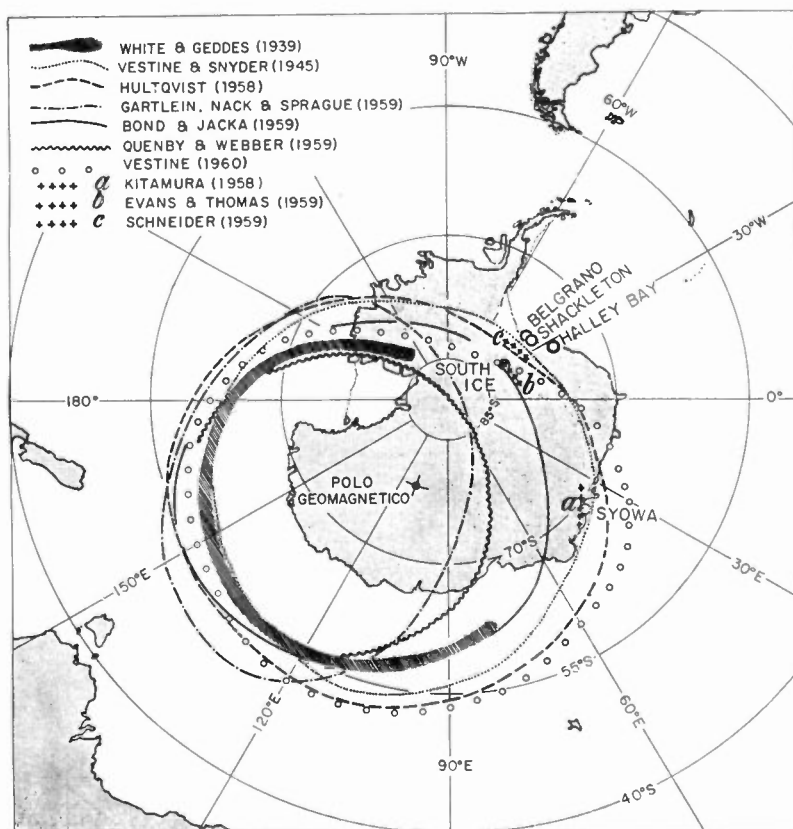 WHITE & GEDDES (1939)
VESTINE & SNYDER (1945)
HULTQVIST (1958)
GARTLEIN, NACK & SPRAGUE (1959)
BOND & JACKA (1959)
QUENBY & WEBBER (1959)
VESTINE (1960)
a KITAMURA (1958)
b EVANS & THOMAS (1959)
c SCHNEIDER (1959)
90°W
60°W
30°W
BELGRANO
SHACKLETON
HALLEY BAY
c
SOUTH
ICE
b
180°
85°S
0°
POLO
GEOMAGNETICO
a
SYOWA
70°S
30°E
150°E
55°S
120°E
60°E
90°E
40°S